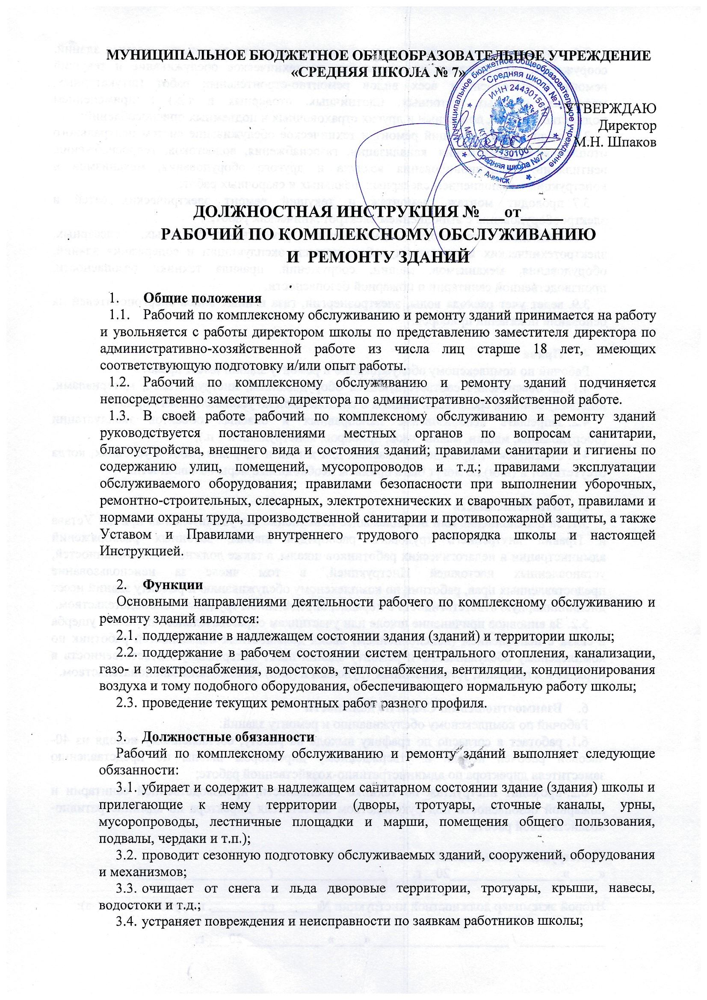 МУНИЦИПАЛЬНОЕ БЮДЖЕТНОЕ ОБЩЕОБРАЗОВАТЕЛЬНОЕ УЧРЕЖДЕНИЕ
«СРЕДНЯЯ ШКОЛА № 7»
муниципальное бюджетное общеобразовательное учреждение
"Средняя школа №7"
ИНН 2443015670
"Средняя школа №7"
г. Ачинск
УТВЕРЖДАЮ
Директор
М.Н. Шпаков
ДОЛЖНОСТНАЯ ИНСТРУКЦИЯ №___от_____
РАБОЧИЙ ПО КОМПЛЕКСНОМУ ОБСЛУЖИВАНИЮ
И РЕМОНТУ ЗДАНИЙ
1. Общие положения
1.1. Рабочий по комплексному обслуживанию и ремонту зданий принимается на работу
и увольняется с работы директором школы по представлению заместителя директора по
административно-хозяйственной работе из числа лиц старше 18 лет, имеющих
соответствующую подготовку и/или опыт работы.
1.2. Рабочий по комплексному обслуживанию и ремонту зданий подчиняется
непосредственно заместителю директора по административно-хозяйственной работе.
1.3. В своей работе рабочий по комплексному обслуживанию и ремонту зданий
руководствуется постановлениями местных органов по вопросам санитарии,
благоустройства, внешнего вида и состояния зданий; правилами санитарии и гигиены по
содержанию улиц, помещений, мусоропроводов и т.д.; правилами эксплуатации
обслуживаемого оборудования; правилами безопасности при выполнении уборочных,
ремонтно-строительных, слесарных, электротехнических и сварочных работ, правилами и
нормами охраны труда, производственной санитарии и противопожарной защиты, а также
Уставом и Правилами внутреннего трудового распорядка школы и настоящей
Инструкцией.
2. Функции
Основными направлениями деятельности рабочего по комплексному обслуживанию и
ремонту зданий являются:
2.1. поддержание в надлежащем состоянии здания (зданий) и территории школы;
2.2. поддержание в рабочем состоянии систем центрального отопления, канализации,
газо- и электроснабжения, водостоков, теплоснабжения, вентиляции, кондиционирования
воздуха и тому подобного оборудования, обеспечивающего нормальную работу школы;
2.3. проведение текущих ремонтных работ разного профиля.
3. Должностные обязанности
Рабочий по комплексному обслуживанию и ремонту зданий выполняет следующие
обязанности:
3.1. убирает и содержит в надлежащем санитарном состоянии здание (здания) школы и
прилегающие к нему территории (дворы, тротуары, сточные каналы, урны,
мусоропроводы, лестничные площадки и марши, помещения общего пользования,
подвалы, чердаки и т.п.);
3.2. проводит сезонную подготовку обслуживаемых зданий, сооружений, оборудования
и механизмов;
3.3. очищает от снега и льда дворовые территории, тротуары, крыши, навесы,
водостоки и т.д.;
3.4. устраняет повреждения и неисправности по заявкам работников школы;